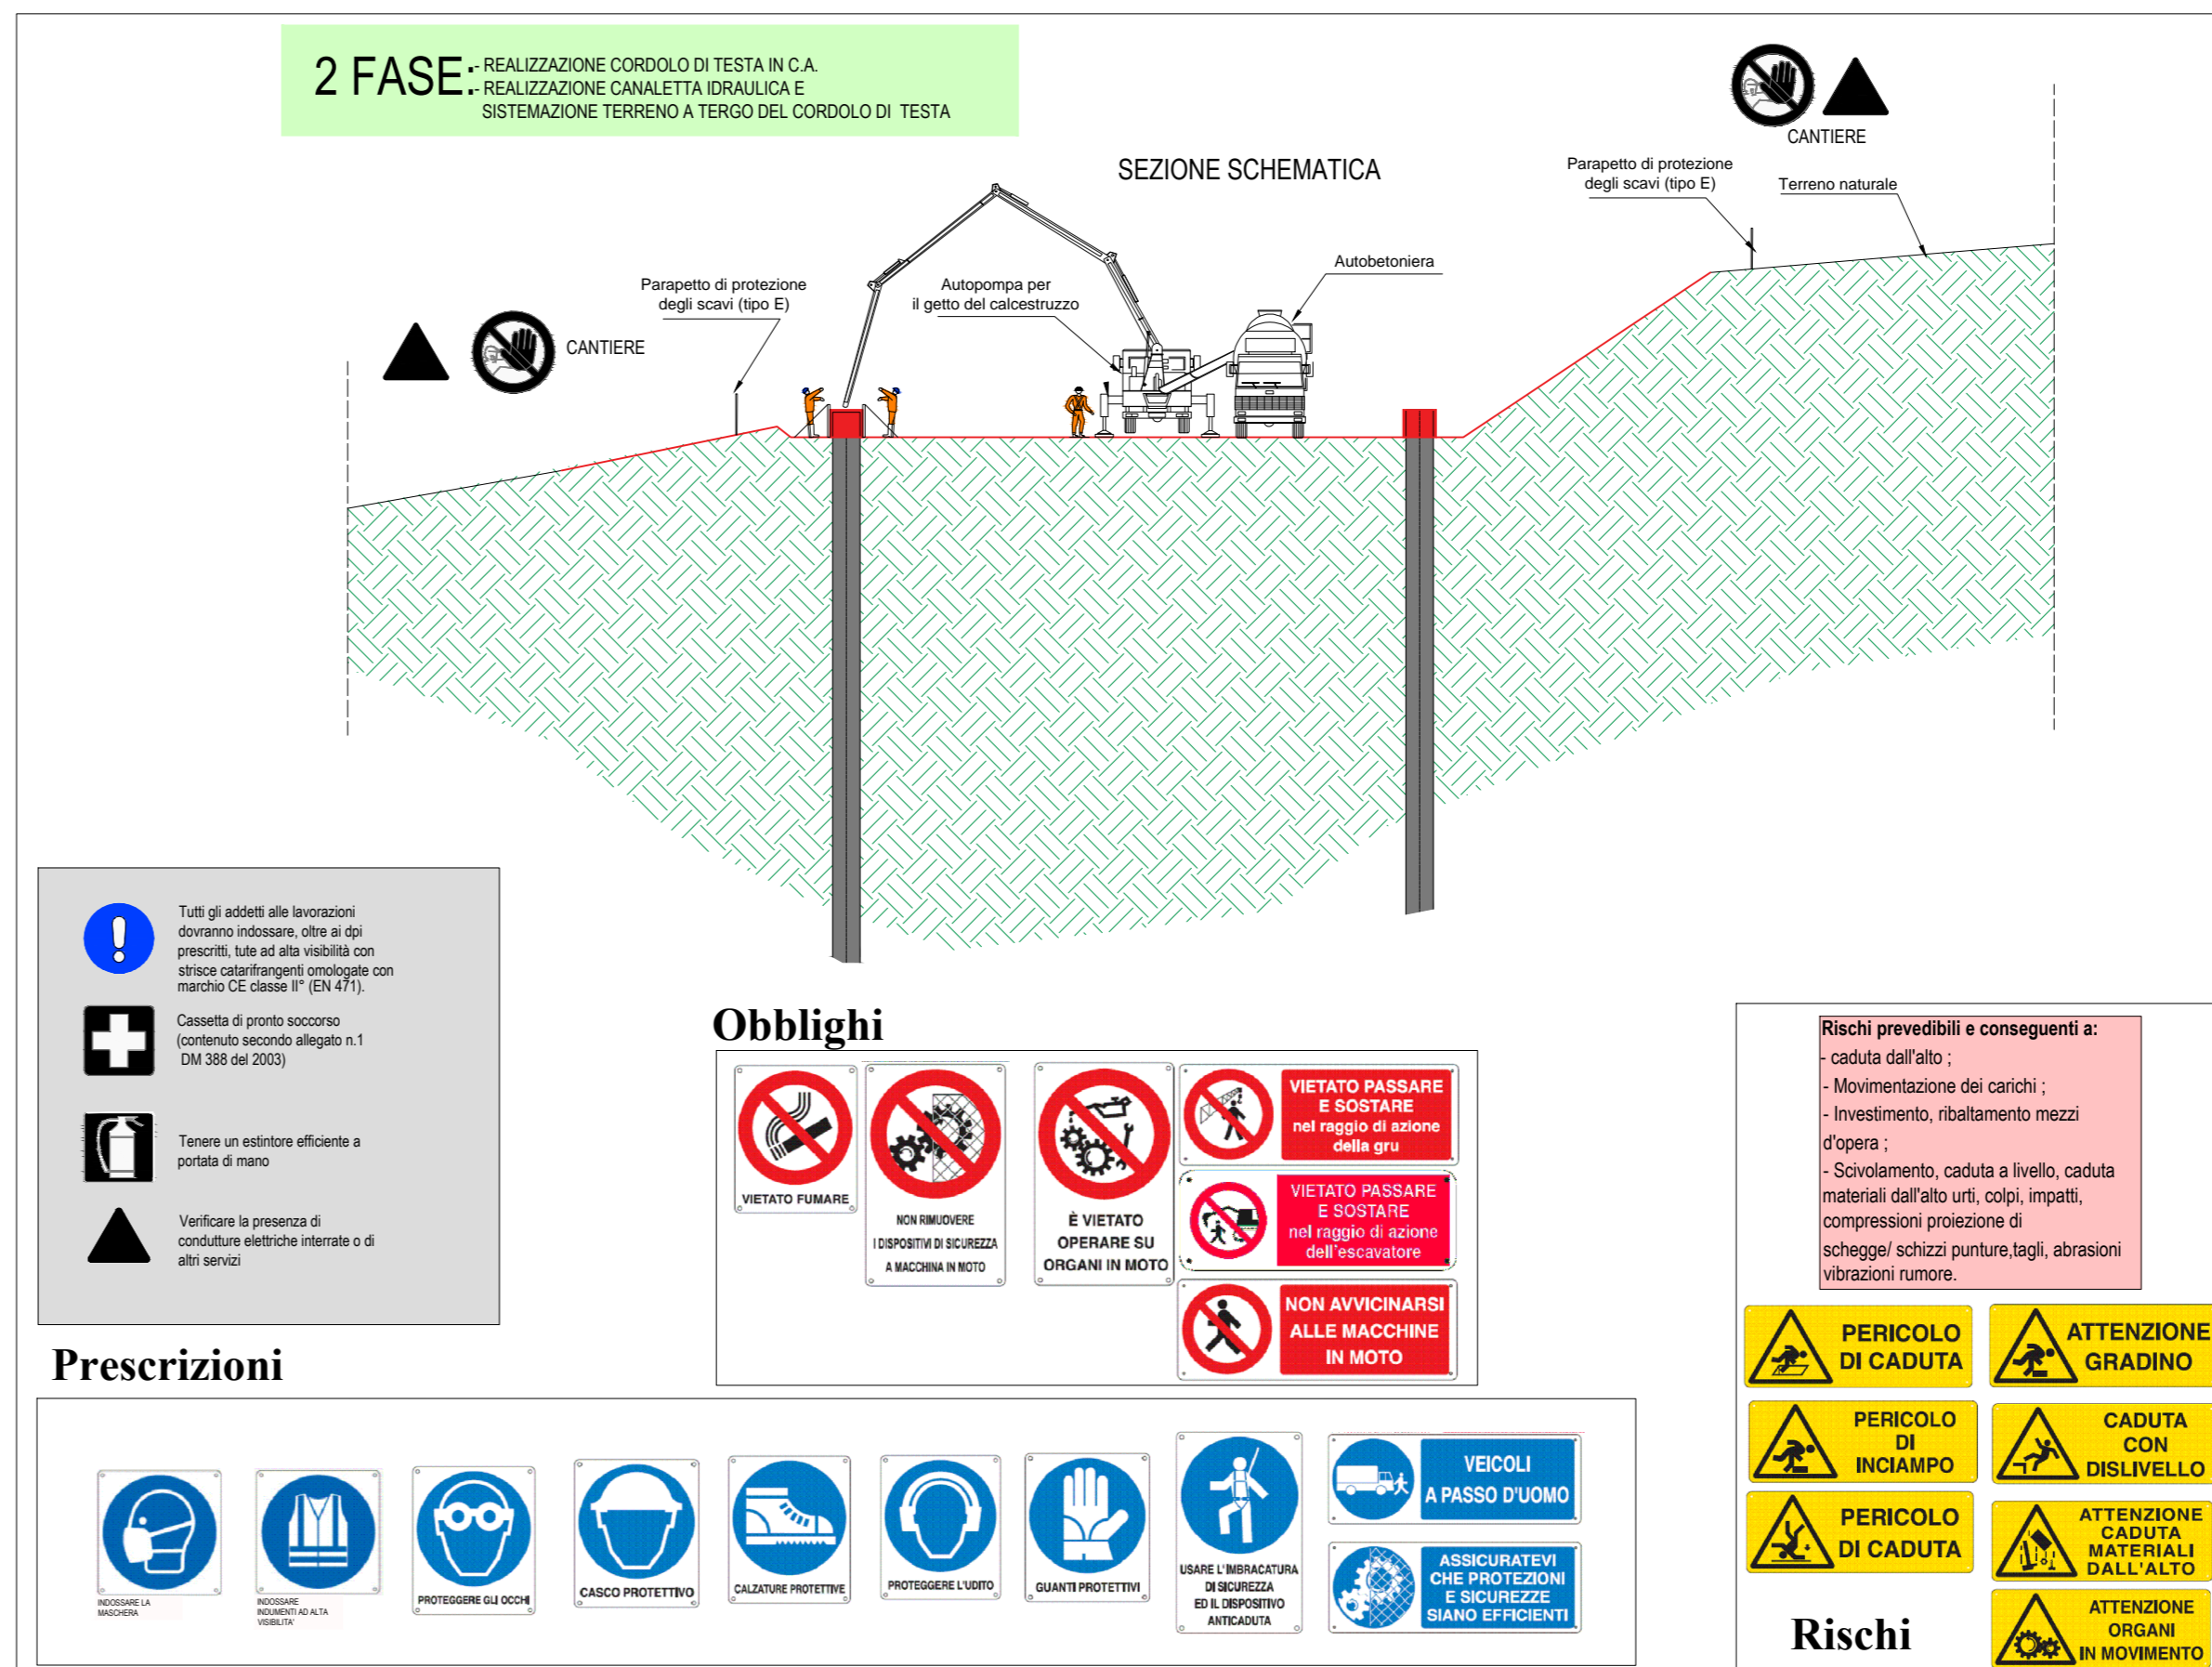 2 FASE:
- REALIZZAZIONE CORDOLO DI TESTA IN C.A.
- REALIZZAZIONE CANALETTA IDRAULICA E
SISTEMAZIONE TERRENO A TERGO DEL CORDOLO DI TESTA
SEZIONE SCHEMATICA
CANTIERE
Parapetto di protezione
degli scavi (tipo E)
Terreno naturale
Autobetoniera
Parapetto di protezione
degli scavi (tipo E)
Autopompa per
il getto del calcestruzzo
CANTIERE
Tutti gli addetti alle lavorazioni
dovranno indossare, oltre ai dpi
prescritti, tute ad alta visibilità con
strisce catarifrangenti omologate con
marchio CE classe II° (EN 471).
Cassetta di pronto soccorso
(contenuto secondo allegato n.1
DM 388 del 2003)
Tenere un estintore efficiente a
portata di mano
Verificare la presenza di
condutture elettriche interrate o di
altri servizi
Obblighi
VIETATO FUMARE
NON RIMUOVERE
I DISPOSITIVI DI SICUREZZA
A MACCHINA IN MOTO
È VIETATO
OPERARE SU
ORGANI IN MOTO
VIETATO PASSARE
E SOSTARE
nel raggio di azione
della gru
VIETATO PASSARE
E SOSTARE
nel raggio di azione
dell'escavatore
NON AVVICINARSI
ALLE MACCHINE
IN MOTO
Prescrizioni
INDOSSARE LA
MASCHERA
INDOSSARE
INDUMENTI AD ALTA
VISIBILITA'
PROTEGGERE GLI OCCHI
CASCO PROTETTIVO
CALZATURE PROTETTIVE
PROTEGGERE L'UDITO
GUANTI PROTETTIVI
USARE L'IMBRACATURA
DI SICUREZZA
ED IL DISPOSITIVO
ANTICADUTA
VEICOLI
A PASSO D'UOMO
ASSICURATEVI
CHE PROTEZIONI
E SICUREZZE
SIANO EFFICIENTI
Rischi prevedibili e conseguenti a:
- caduta dall'alto ;
- Movimentazione dei carichi ;
- Investimento, ribaltamento mezzi
d'opera ;
- Scivolamento, caduta a livello, caduta
materiali dall'alto urti, colpi, impatti,
compressioni proiezione di
schegge/ schizzi punture,tagli, abrasioni
vibrazioni rumore.
PERICOLO
DI CADUTA
ATTENZIONE
GRADINO
PERICOLO
DI
INCIAMPO
CADUTA
CON
DISLIVELLO
PERICOLO
DI CADUTA
ATTENZIONE
CADUTA
MATERIALI
DALL'ALTO
ATTENZIONE
ORGANI
IN MOVIMENTO
Rischi